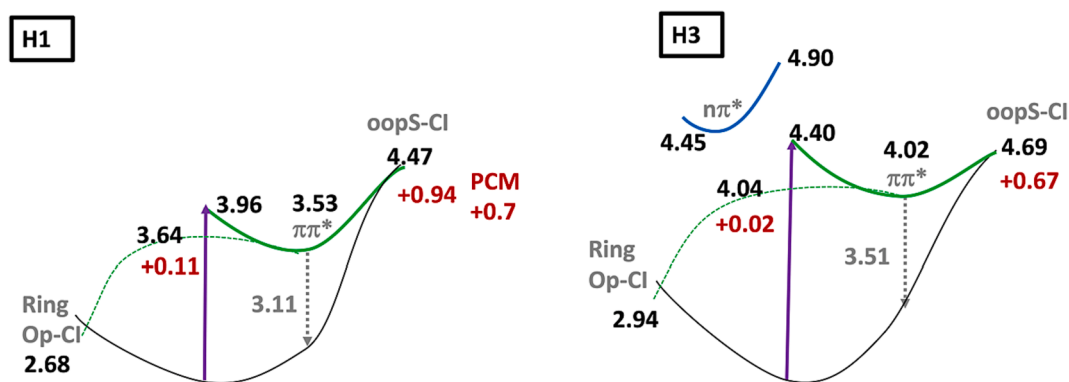 H1
oopS-CI
4.47
+0.94
PCM
+0.7
3.96
3.53
ππ*
3.64
+0.11
3.11
Ring
Op-CI
2.68
H3
4.90
nπ*
4.45
4.40
oopS-CI
4.69
+0.67
4.02
ππ*
4.04
+0.02
3.51
Ring
Op-CI
2.94